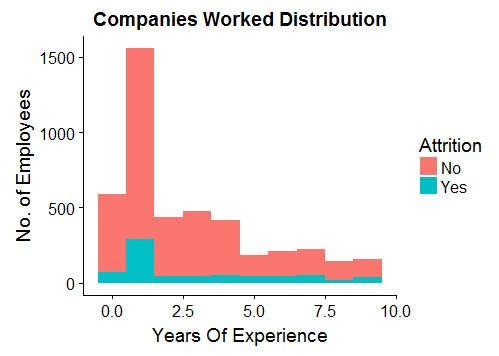 Companies Worked Distribution
1500
1000
500
0
No. of Employees
0.0 2.5 5.0 7.5 10.0
Years Of Experience
Attrition
No
Yes